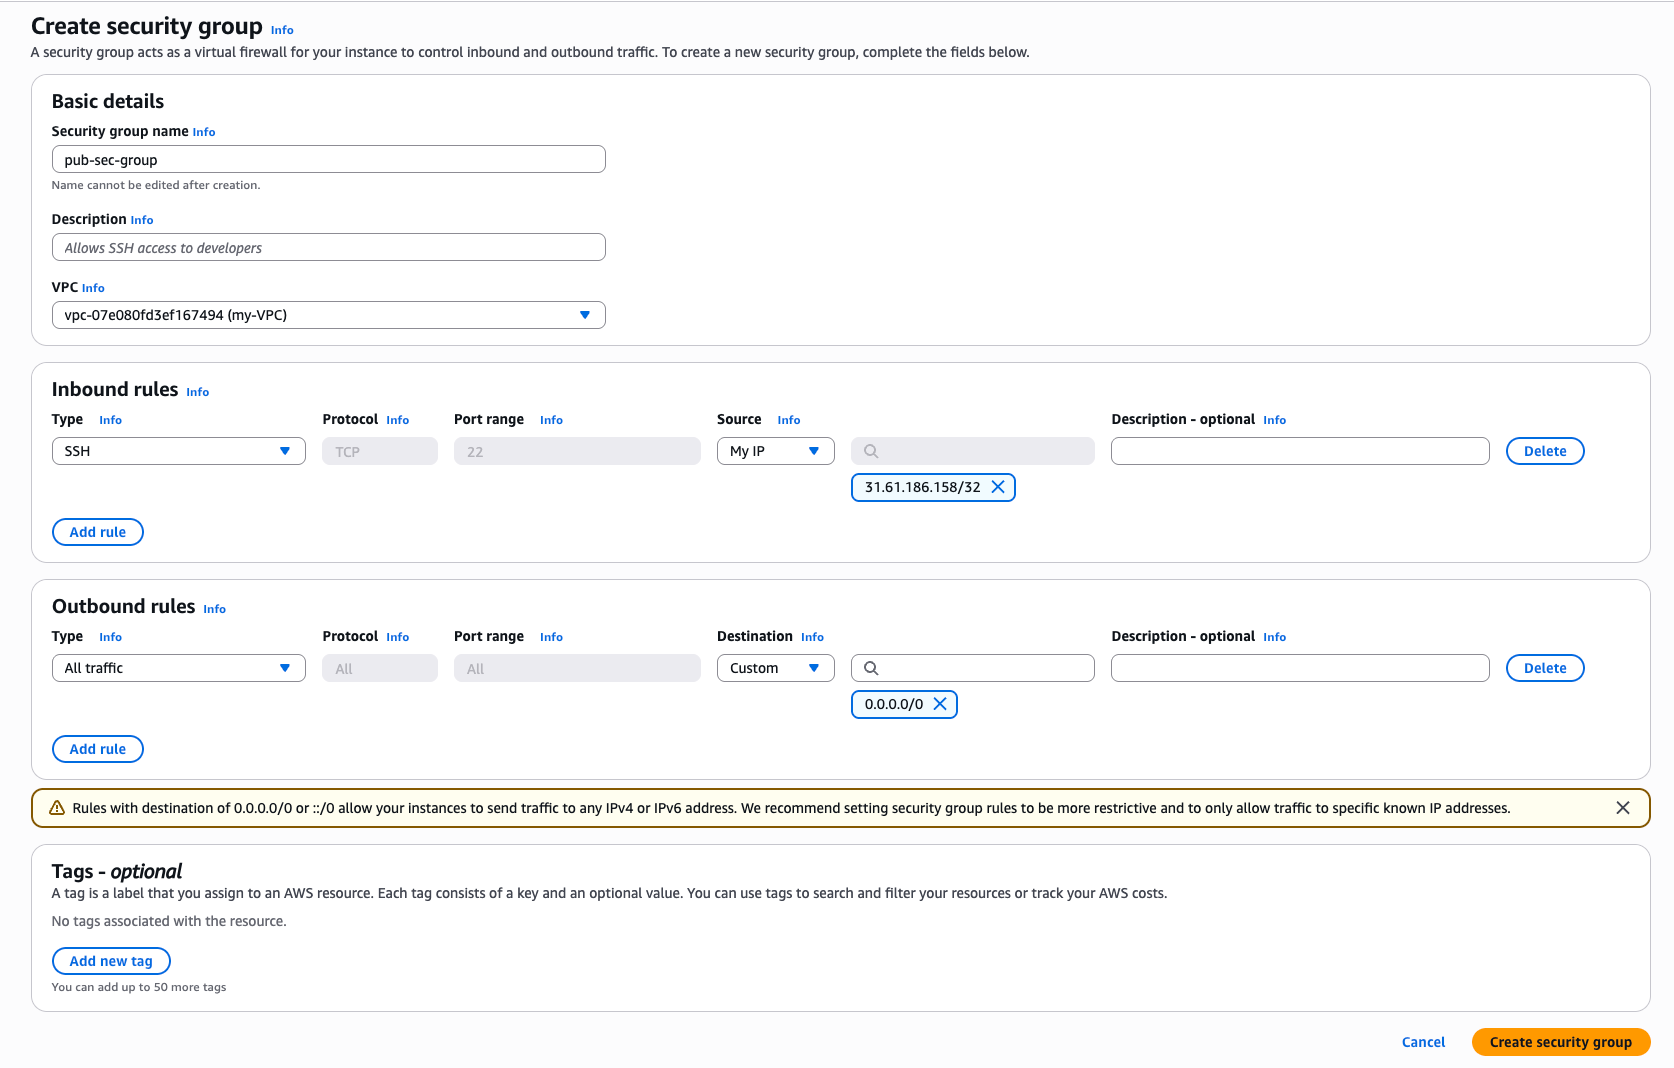 Create security group Info
A security group acts as a virtual firewall for your instance to control inbound and outbound traffic. To create a new security group, complete the fields below.
Basic details
Security group name Info
pub-sec-group
Name cannot be edited after creation.
Description Info
Allows SSH access to developers
VPC Info
vpc-07e080fd3ef167494 (my-VPC)
Inbound rules Info
Type Info Protocol Info Port range Info Source Info Description - optional Info
SSH TCP 22 My IP Delete
31.61.186.158/32
Add rule
Outbound rules Info
Type Info Protocol Info Port range Info Destination Info Description - optional Info
All traffic All All Custom Delete
0.0.0.0/0
Add rule
Rules with destination of 0.0.0.0/0 or ::/0 allow your instances to send traffic to any IPv4 or IPv6 address. We recommend setting security group rules to be more restrictive and to only allow traffic to specific known IP addresses.
Tags - optional
A tag is a label that you assign to an AWS resource. Each tag consists of a key and an optional value. You can use tags to search and filter your resources or track your AWS costs.
No tags associated with the resource.
Add new tag
You can add up to 50 more tags
Cancel Create security group